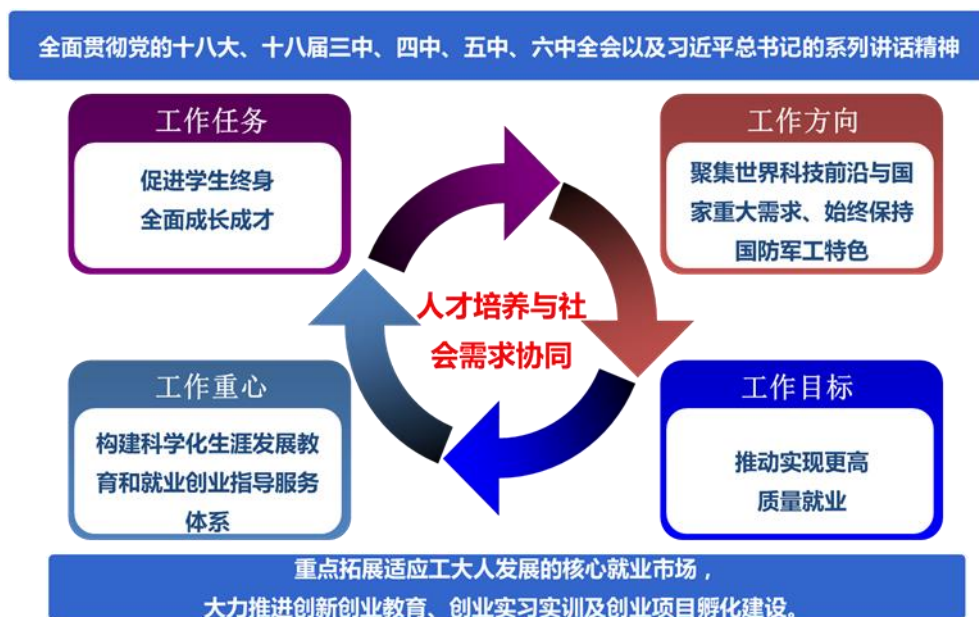 全面贯彻党的十八大、十八届三中、四中、五中、六中全会以及习近平总书记的系列讲话精神
工作任务
促进学生终身
全面成长成才
工作方向
聚集世界科技前沿与国
家重大需求、始终保持
国防军工特色
人才培养与社
会需求协同
工作重心
构建科学化生涯发展教
育和就业创业指导服务
体系
工作目标
推动实现更高
质量就业
重点拓展适应工大人发展的核心就业市场，
大力推进创新创业教育、创业实习实训及创业项目孵化建设。